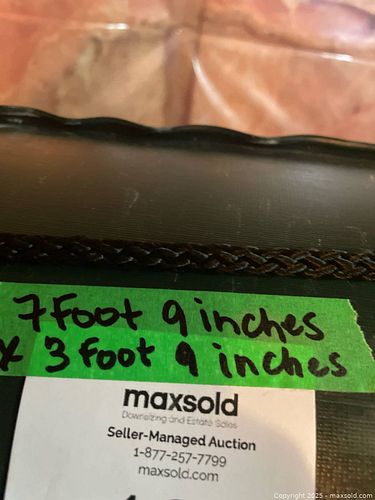 7 Foot 9 inches
x 3 Foot 9 inches
maxsold
Downsizing and Estate Sales
Seller-Managed Auction
1-877-257-7799
maxsold.com
Copyright 2025 - maxsold.com